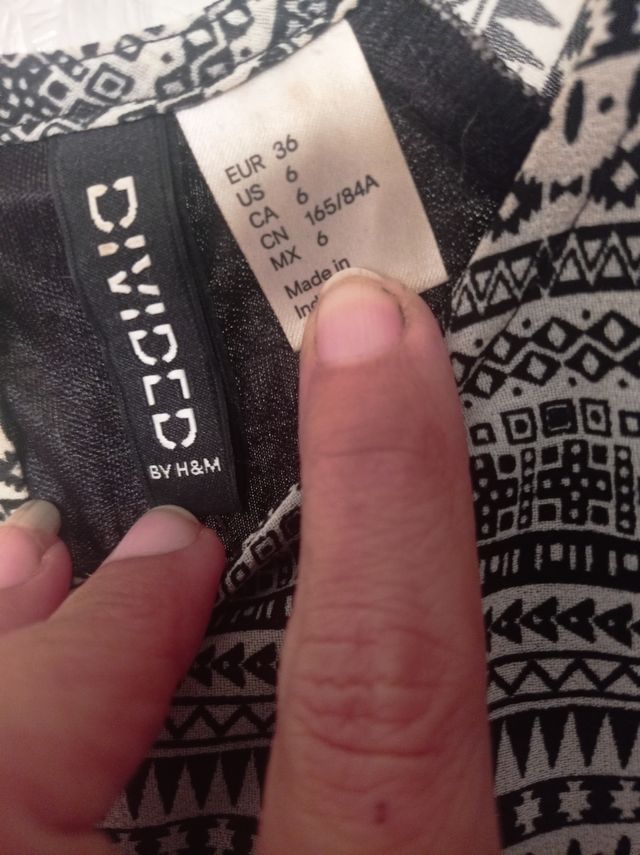 DIVIDED
BY H&M
EUR 36
US 6
CA 6
CN 165/84A
MX 6
Made in